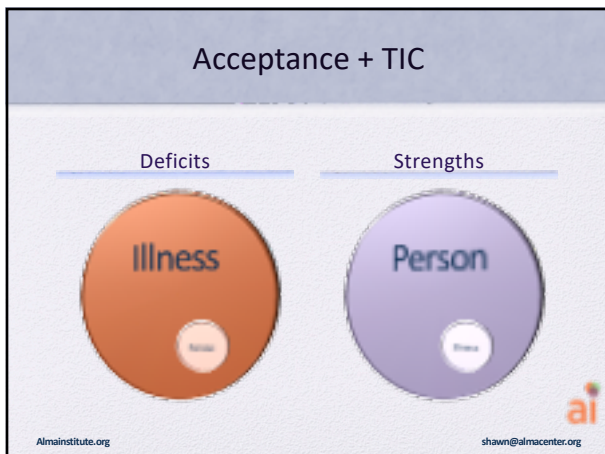 Acceptance + TIC
Deficits
Strengths
Illness
Person
ai
Almainstitute.org
shawn@almacenter.org